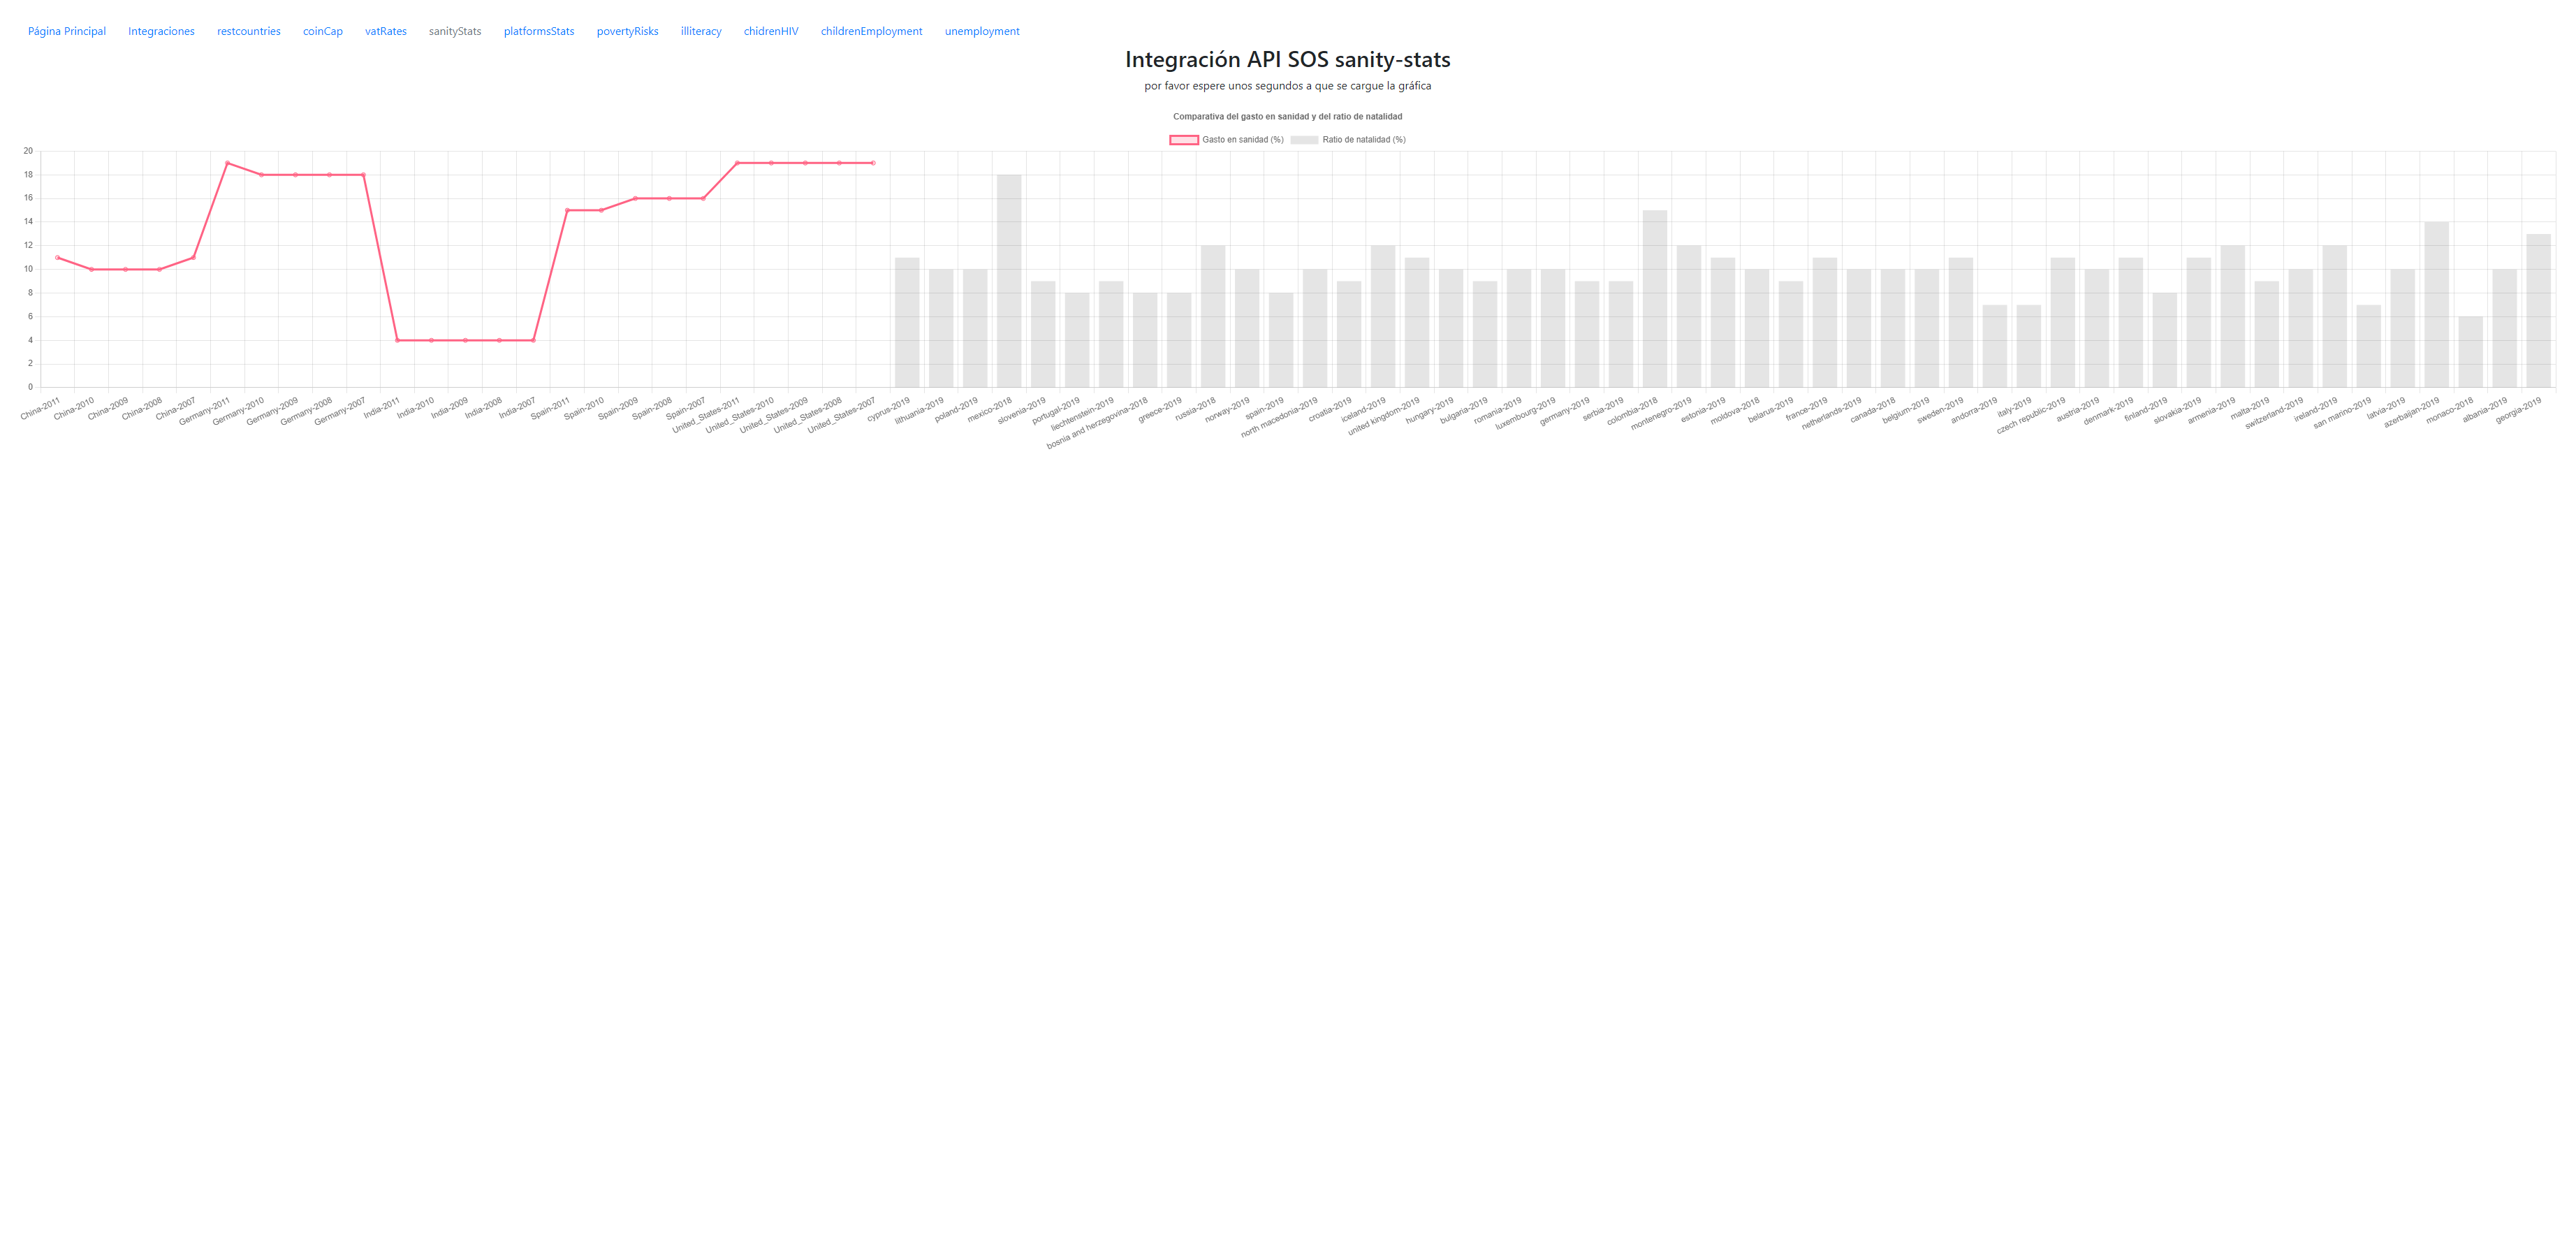 Página Principal Integraciones restcountries coinCap vatRates sanityStats platformsStats povertyRisks illiteracy chidrenHIV childrenEmployment unemployment
Integración API SOS sanity-stats
por favor espere unos segundos a que se cargue la gráfica
Comparativa del gasto en sanidad y del ratio de natalidad
Gasto en sanidad (%) Ratio de natalidad (%)
20
18
16
14
12
10
8
6
4
2
0
China-2011
China-2010
China-2009
China-2008
China-2007
Germany-2011
Germany-2010
Germany-2009
Germany-2008
Germany-2007
India-2011
India-2010
India-2009
India-2008
India-2007
Spain-2011
Spain-2010
Spain-2009
Spain-2008
Spain-2007
United_States-2011
United_States-2010
United_States-2009
United_States-2008
United_States-2007
cyprus-2019
lithuania-2019
poland-2019
mexico-2018
slovenia-2019
portugal-2019
liechtenstein-2019
bosnia and herzegovina-2018
greece-2019
russia-2018
norway-2019
spain-2019
north macedonia-2019
croatia-2019
iceland-2019
united kingdom-2019
hungary-2019
bulgaria-2019
romania-2019
luxembourg-2019
germany-2019
serbia-2019
colombia-2018
montenegro-2019
estonia-2019
moldova-2018
belarus-2019
france-2019
netherlands-2019
canada-2018
belgium-2019
sweden-2019
andorra-2019
italy-2019
czech republic-2019
austria-2019
denmark-2019
finland-2019
slovakia-2019
armenia-2019
malta-2019
switzerland-2019
ireland-2019
san marino-2019
latvia-2019
azerbaijan-2019
monaco-2018
albania-2019
georgia-2019